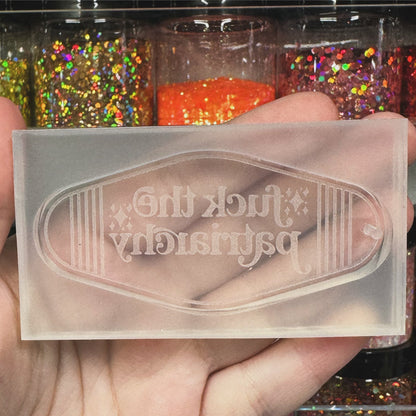 fuck the
patriarchy